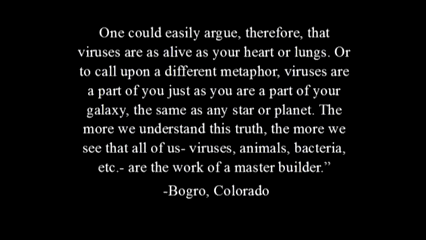 One could easily argue, therefore, that
viruses are as alive as your heart or lungs. Or
to call upon a different metaphor, viruses are
a part of you just as you are a part of your
galaxy, the same as any star or planet. The
more we understand this truth, the more we
see that all of us- viruses, animals, bacteria,
etc.- are the work of a master builder.”
-Bogro, Colorado